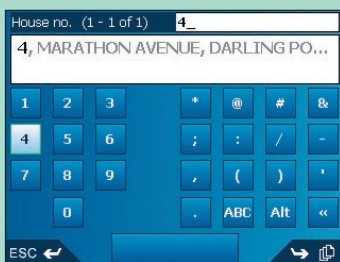 House no. (1 - 1 of 1) 4_
4, MARATHON AVENUE, DARLING PO...
1 2 3 * @ # &
4 5 6 ; : / -
7 8 9 , ( ) '
0 . ABC Alt «
ESC